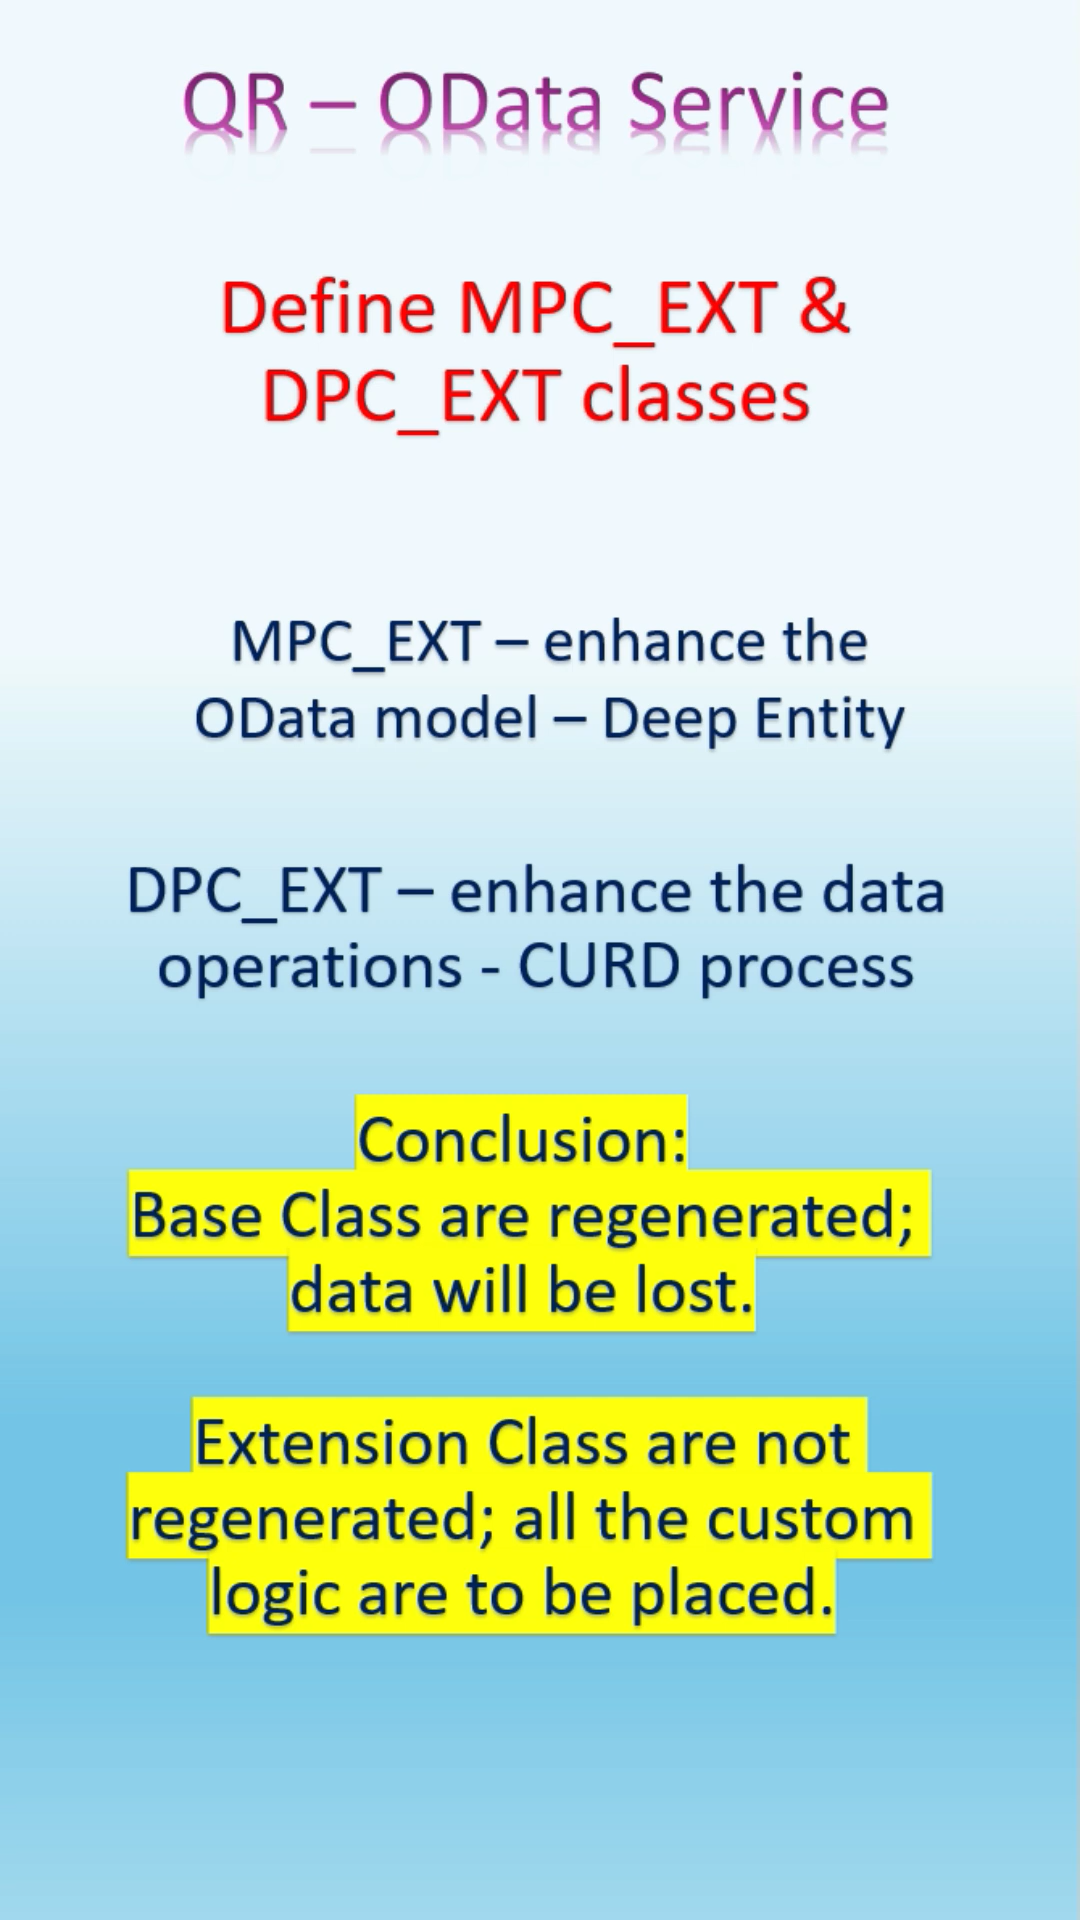 QR – OData Service
Define MPC_EXT &
DPC_EXT classes
MPC_EXT – enhance the
OData model – Deep Entity
DPC_EXT – enhance the data
operations - CURD process
Conclusion:
Base Class are regenerated;
data will be lost.
Extension Class are not
regenerated; all the custom
logic are to be placed.